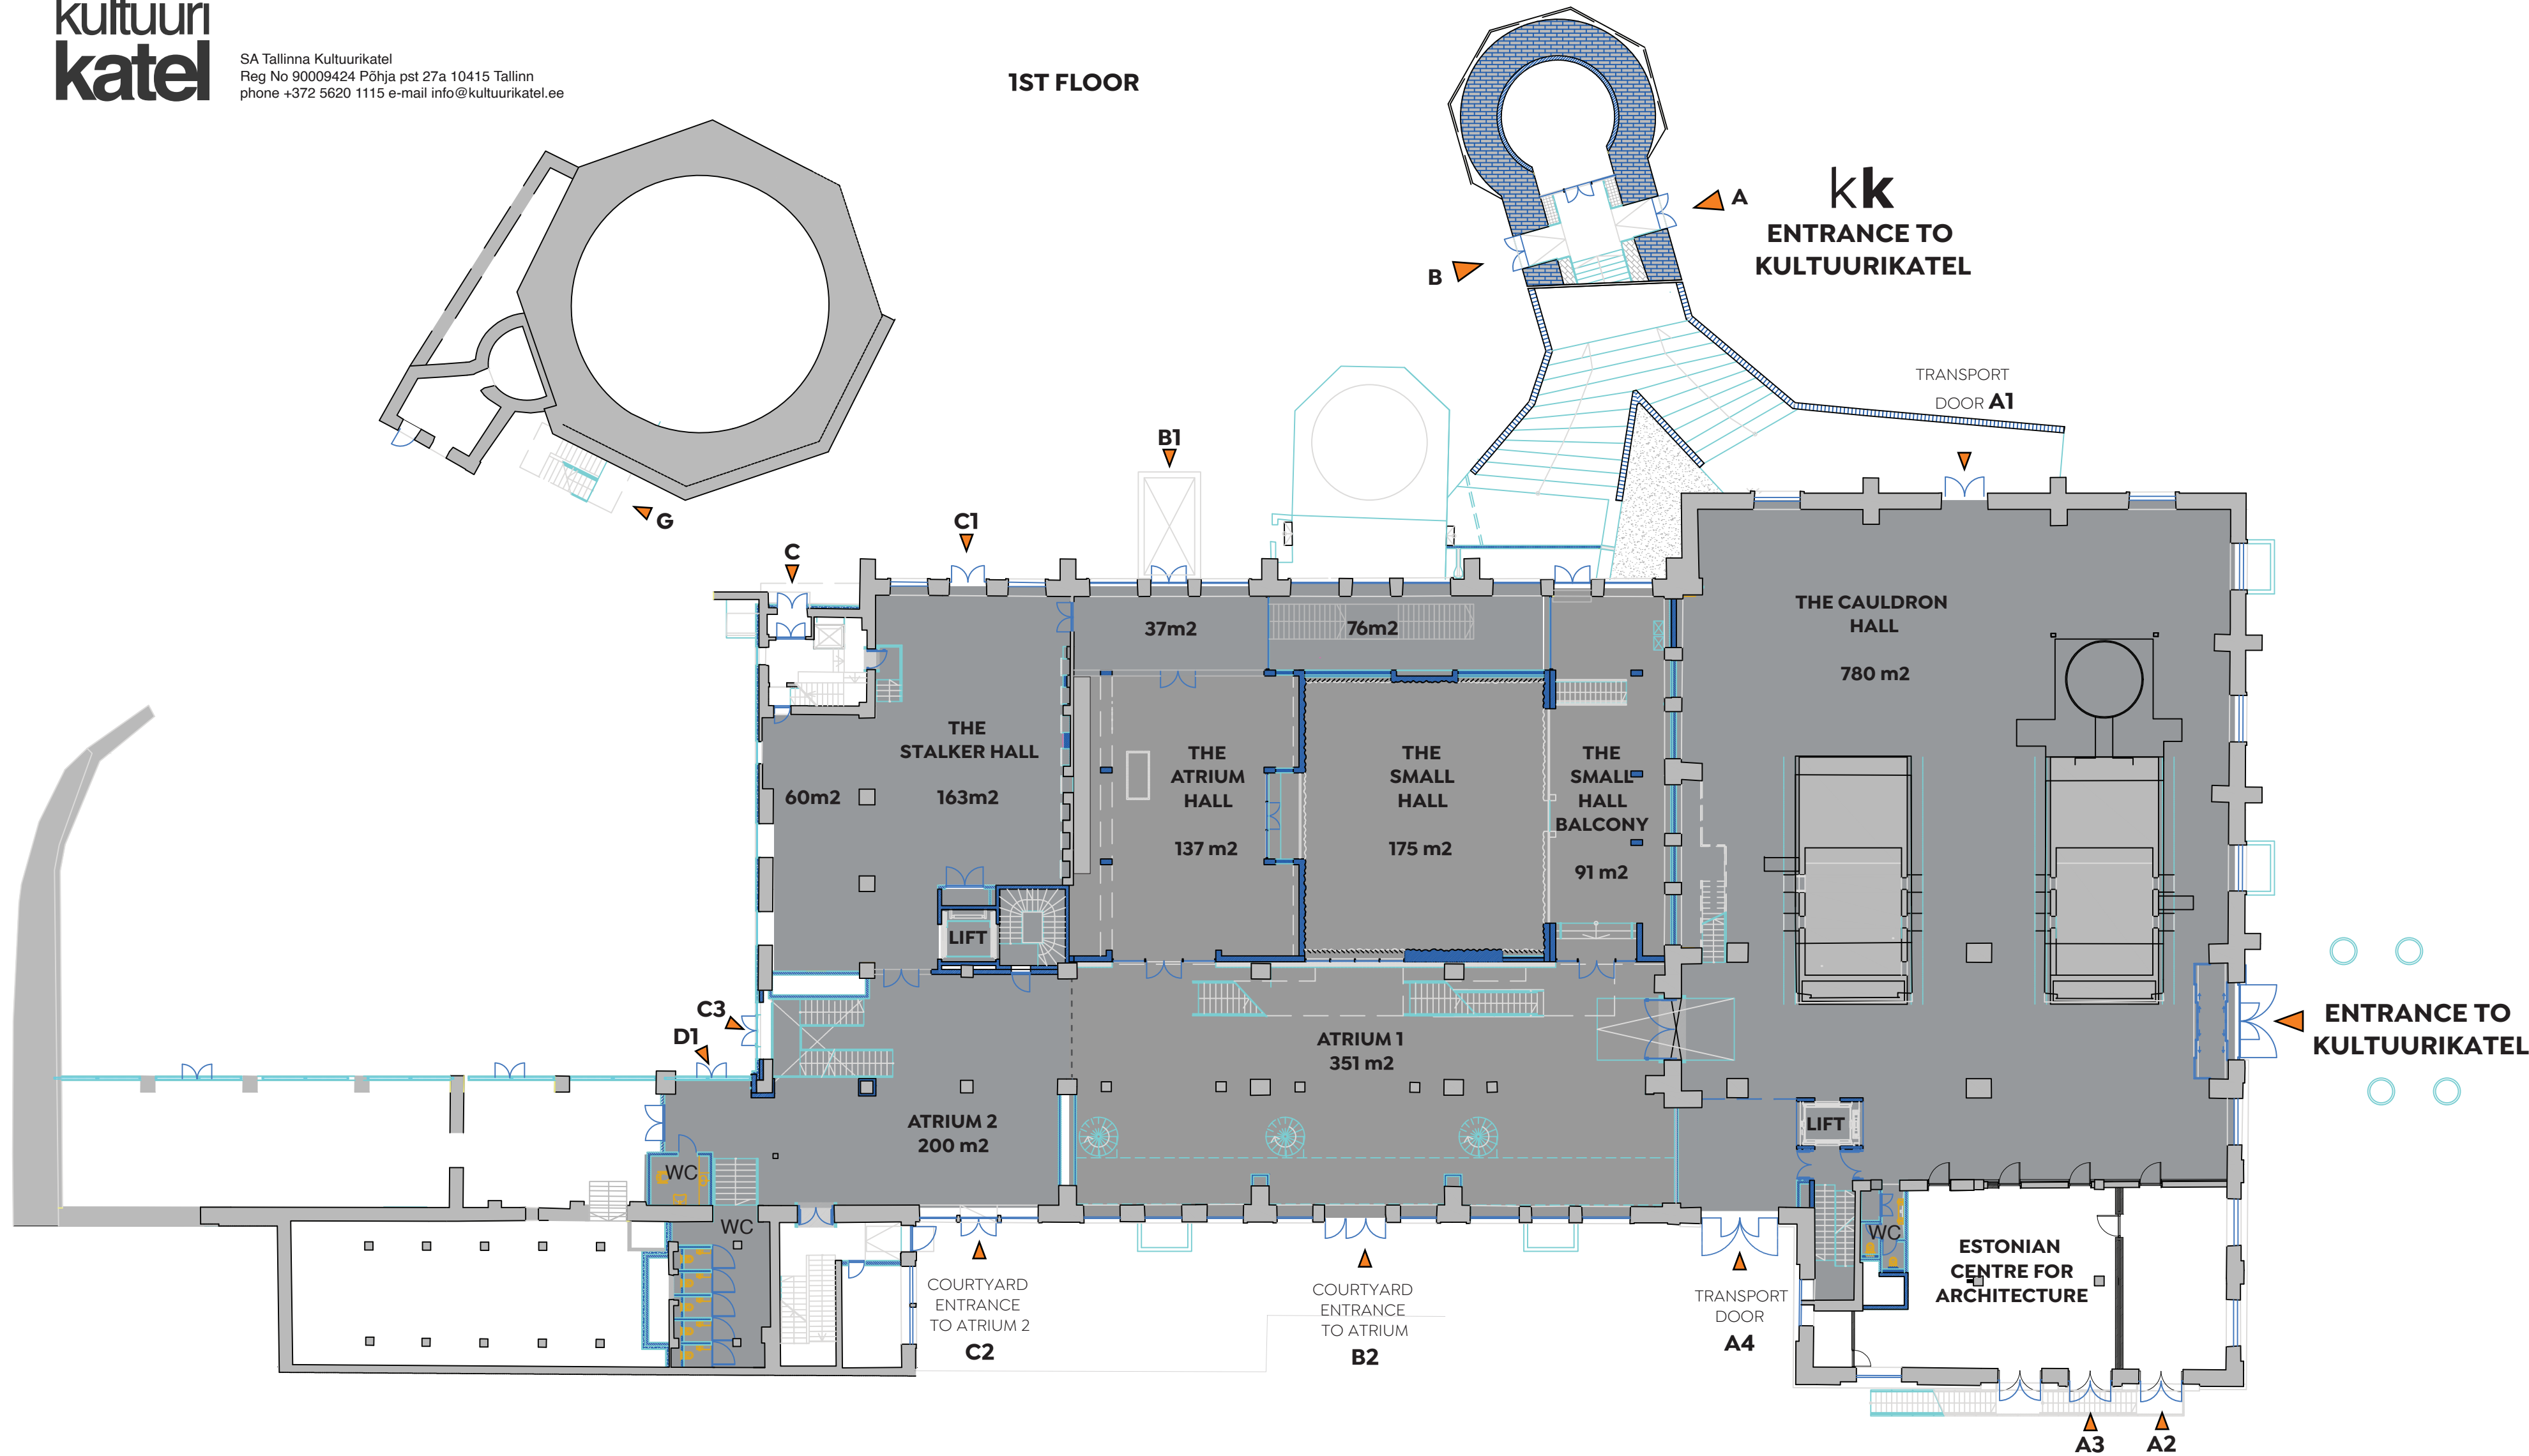 kultuuri
katel
SA Tallinna Kultuurikatel
Reg No 90009424 Põhja pst 27a 10415 Tallinn
phone +372 5620 1115 e-mail info@kultuurikatel.ee
1ST FLOOR
A
B
kk
ENTRANCE TO
KULTUURIKATEL
TRANSPORT
DOOR A1
B1
C1
G
C
37m2
76m2
THE CAULDRON
HALL
780 m2
THE
STALKER HALL
60m2
163m2
THE
ATRIUM
HALL
137 m2
THE
SMALL
HALL
175 m2
THE
SMALL
HALL
BALCONY
91 m2
LIFT
C3
D1
ENTRANCE TO
KULTUURIKATEL
ATRIUM 1
351 m2
ATRIUM 2
200 m2
LIFT
WC
WC
WC
ESTONIAN
CENTRE FOR
ARCHITECTURE
COURTYARD
ENTRANCE
TO ATRIUM 2
C2
COURTYARD
ENTRANCE
TO ATRIUM
B2
TRANSPORT
DOOR
A4
A3
A2